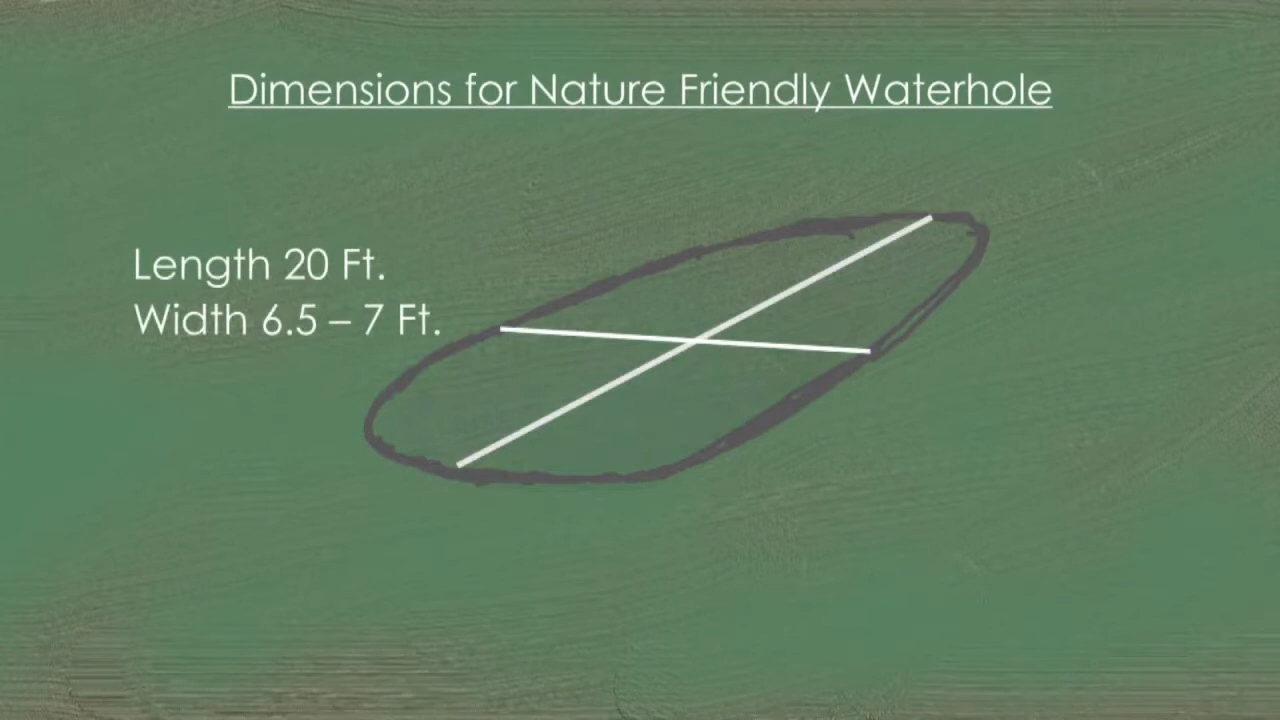 Dimensions for Nature Friendly Waterhole
Length 20 Ft.
Width 6.5 – 7 Ft.